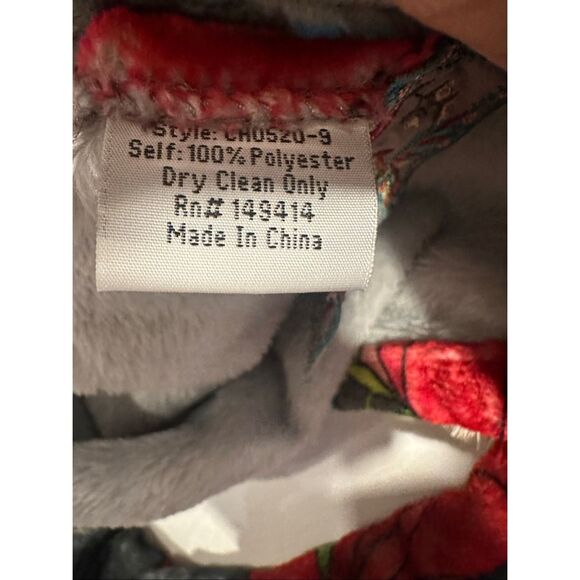 Style: CH0520-9
Self: 100% Polyester
Dry Clean Only
Rn# 149414
Made In China